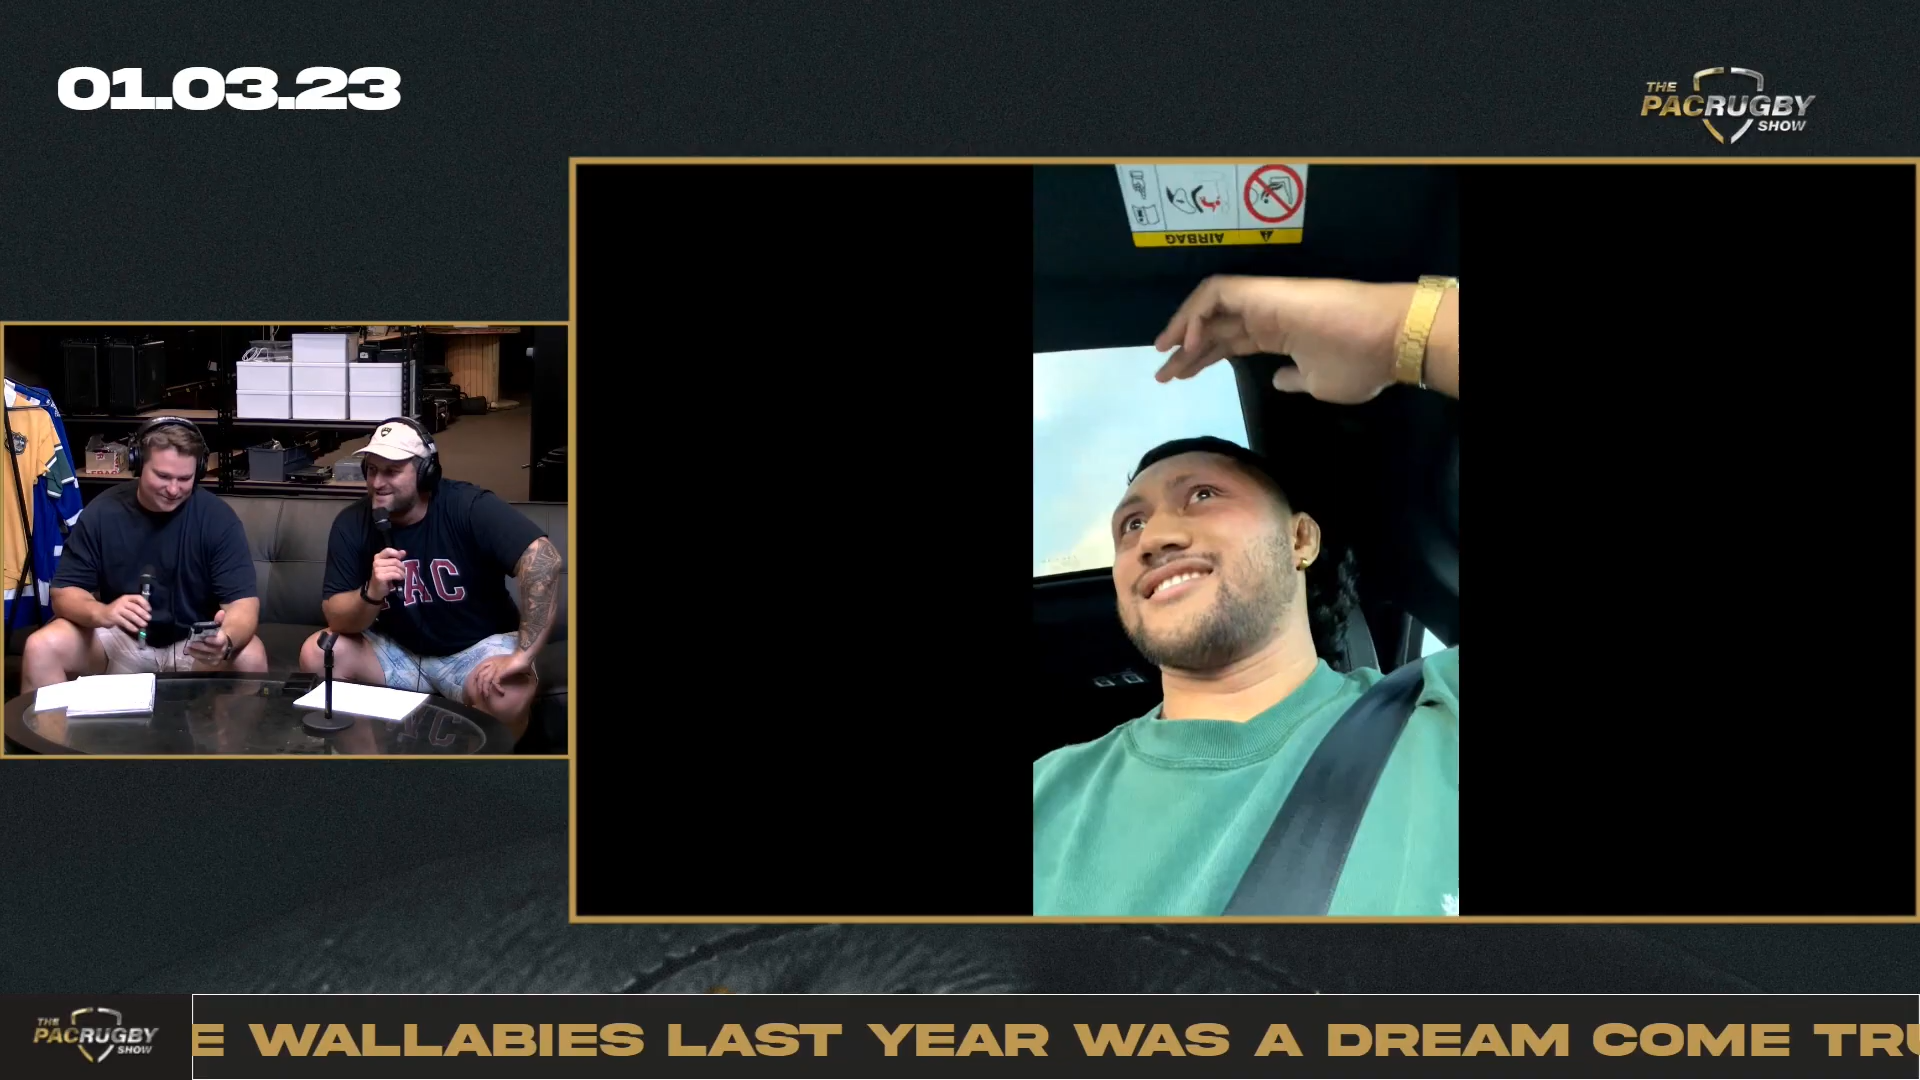 01.03.23
THE
PACRUGBY
SHOW
AIRBAG
AC
THE
PACRUGBY
SHOW
E WALLABIES LAST YEAR WAS A DREAM COME TRU